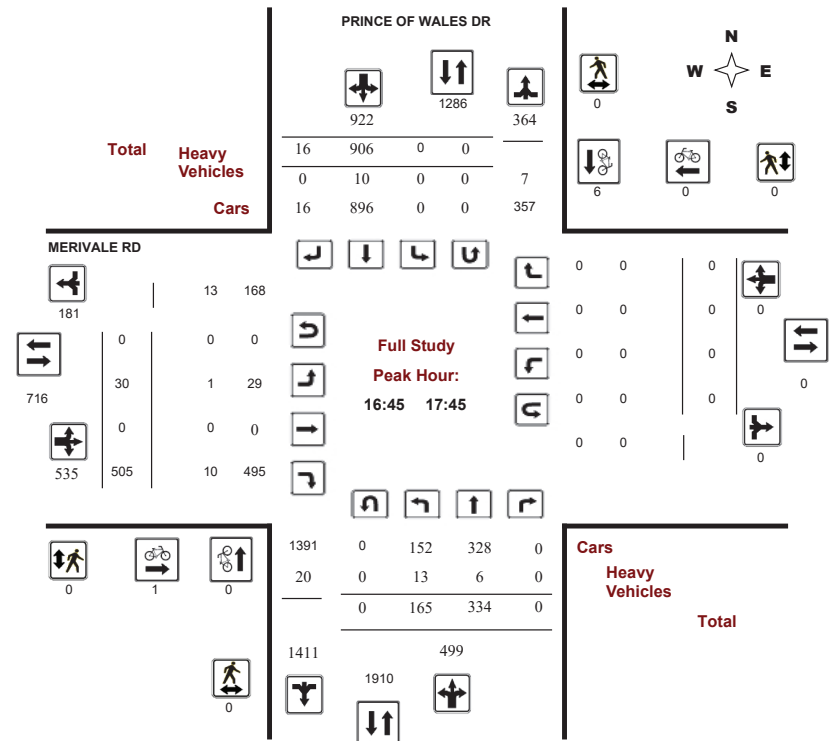 PRINCE OF WALES DR
N
W E
S
1286
0
922 364
16 906 0 0
Total Heavy
Vehicles
0 10 0 0 7
6 0 0
Cars 16 896 0 0 357
MERIVALE RD
0 0 0
13 168
181 0
0 0 0
0 0 0
Full Study
716 0 0 0
30 1 29
Peak Hour:
0 0 0
0
16:45 17:45
0 0 0
0 0
535 505 10 495
0
1391 0 152 328 0 Cars
20 0 13 6 0 Heavy
Vehicles
0 1 0
0 165 334 0
Total
1411 499
1910
0